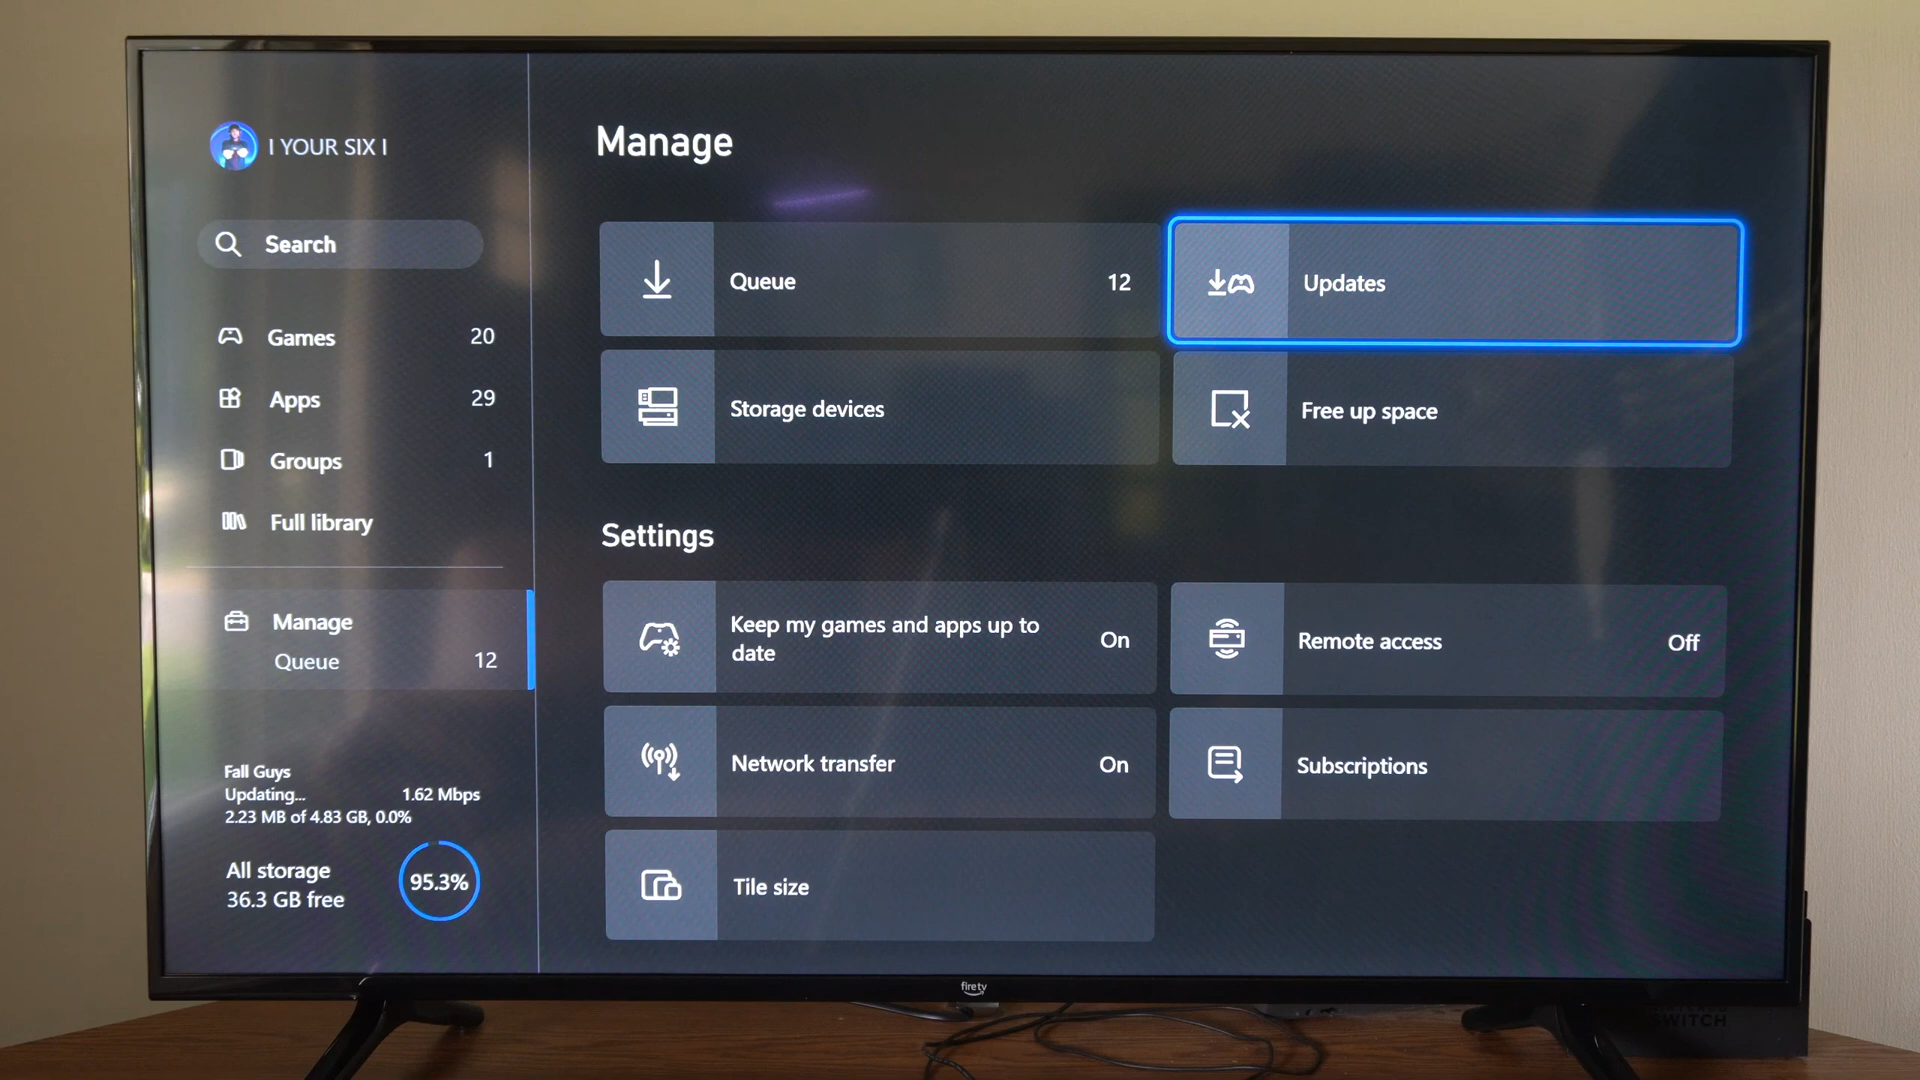 I YOUR SIX I
Search
Games 20
Apps 29
Groups 1
Full library
Manage
Queue 12
Fall Guys
Updating... 1.62 Mbps
2.23 MB of 4.83 GB, 0.0%
All storage
36.3 GB free
95.3%
Manage
Queue 12
Updates
Storage devices
Free up space
Settings
Keep my games and apps up to
date
On
Remote access Off
Network transfer On
Subscriptions
Tile size
firetv